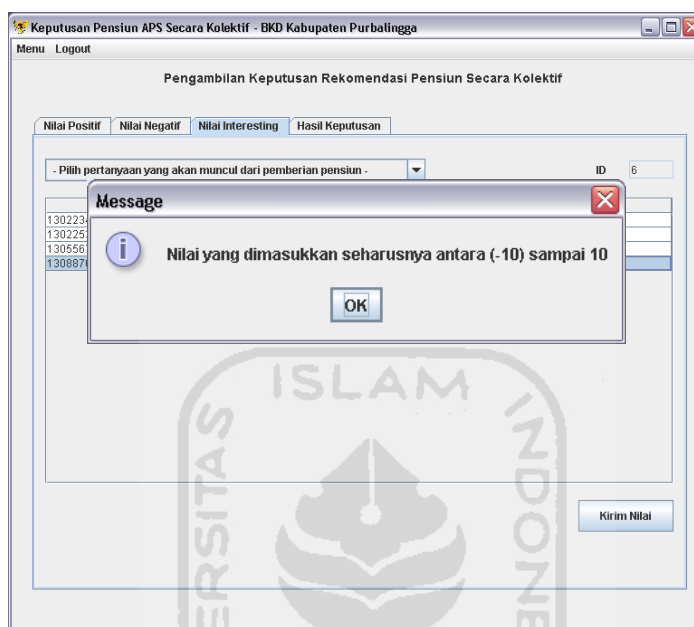 Keputusan Pensiun APS Secara Kolektif - BKD Kabupaten Purbalingga
Menu Logout
Pengambilan Keputusan Rekomendasi Pensiun Secara Kolektif
Nilai Positif Nilai Negatif Nilai Interesting Hasil Keputusan
- Pilih pertanyaan yang akan muncul dari pemberian pensiun - ID 6
Message
Nilai yang dimasukkan seharusnya antara (-10) sampai 10
OK
Kirim Nilai
ISLAM